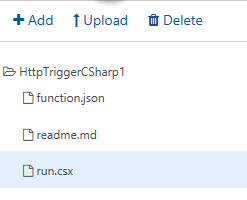 Add Upload Delete
HttpTriggerCSharp1
function.json
readme.md
run.csx